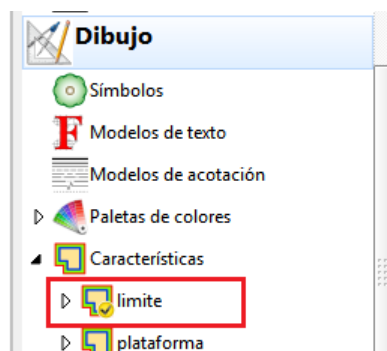 Dibujo
Símbolos
Modelos de texto
Modelos de acotación
Paletas de colores
Características
limite
plataforma